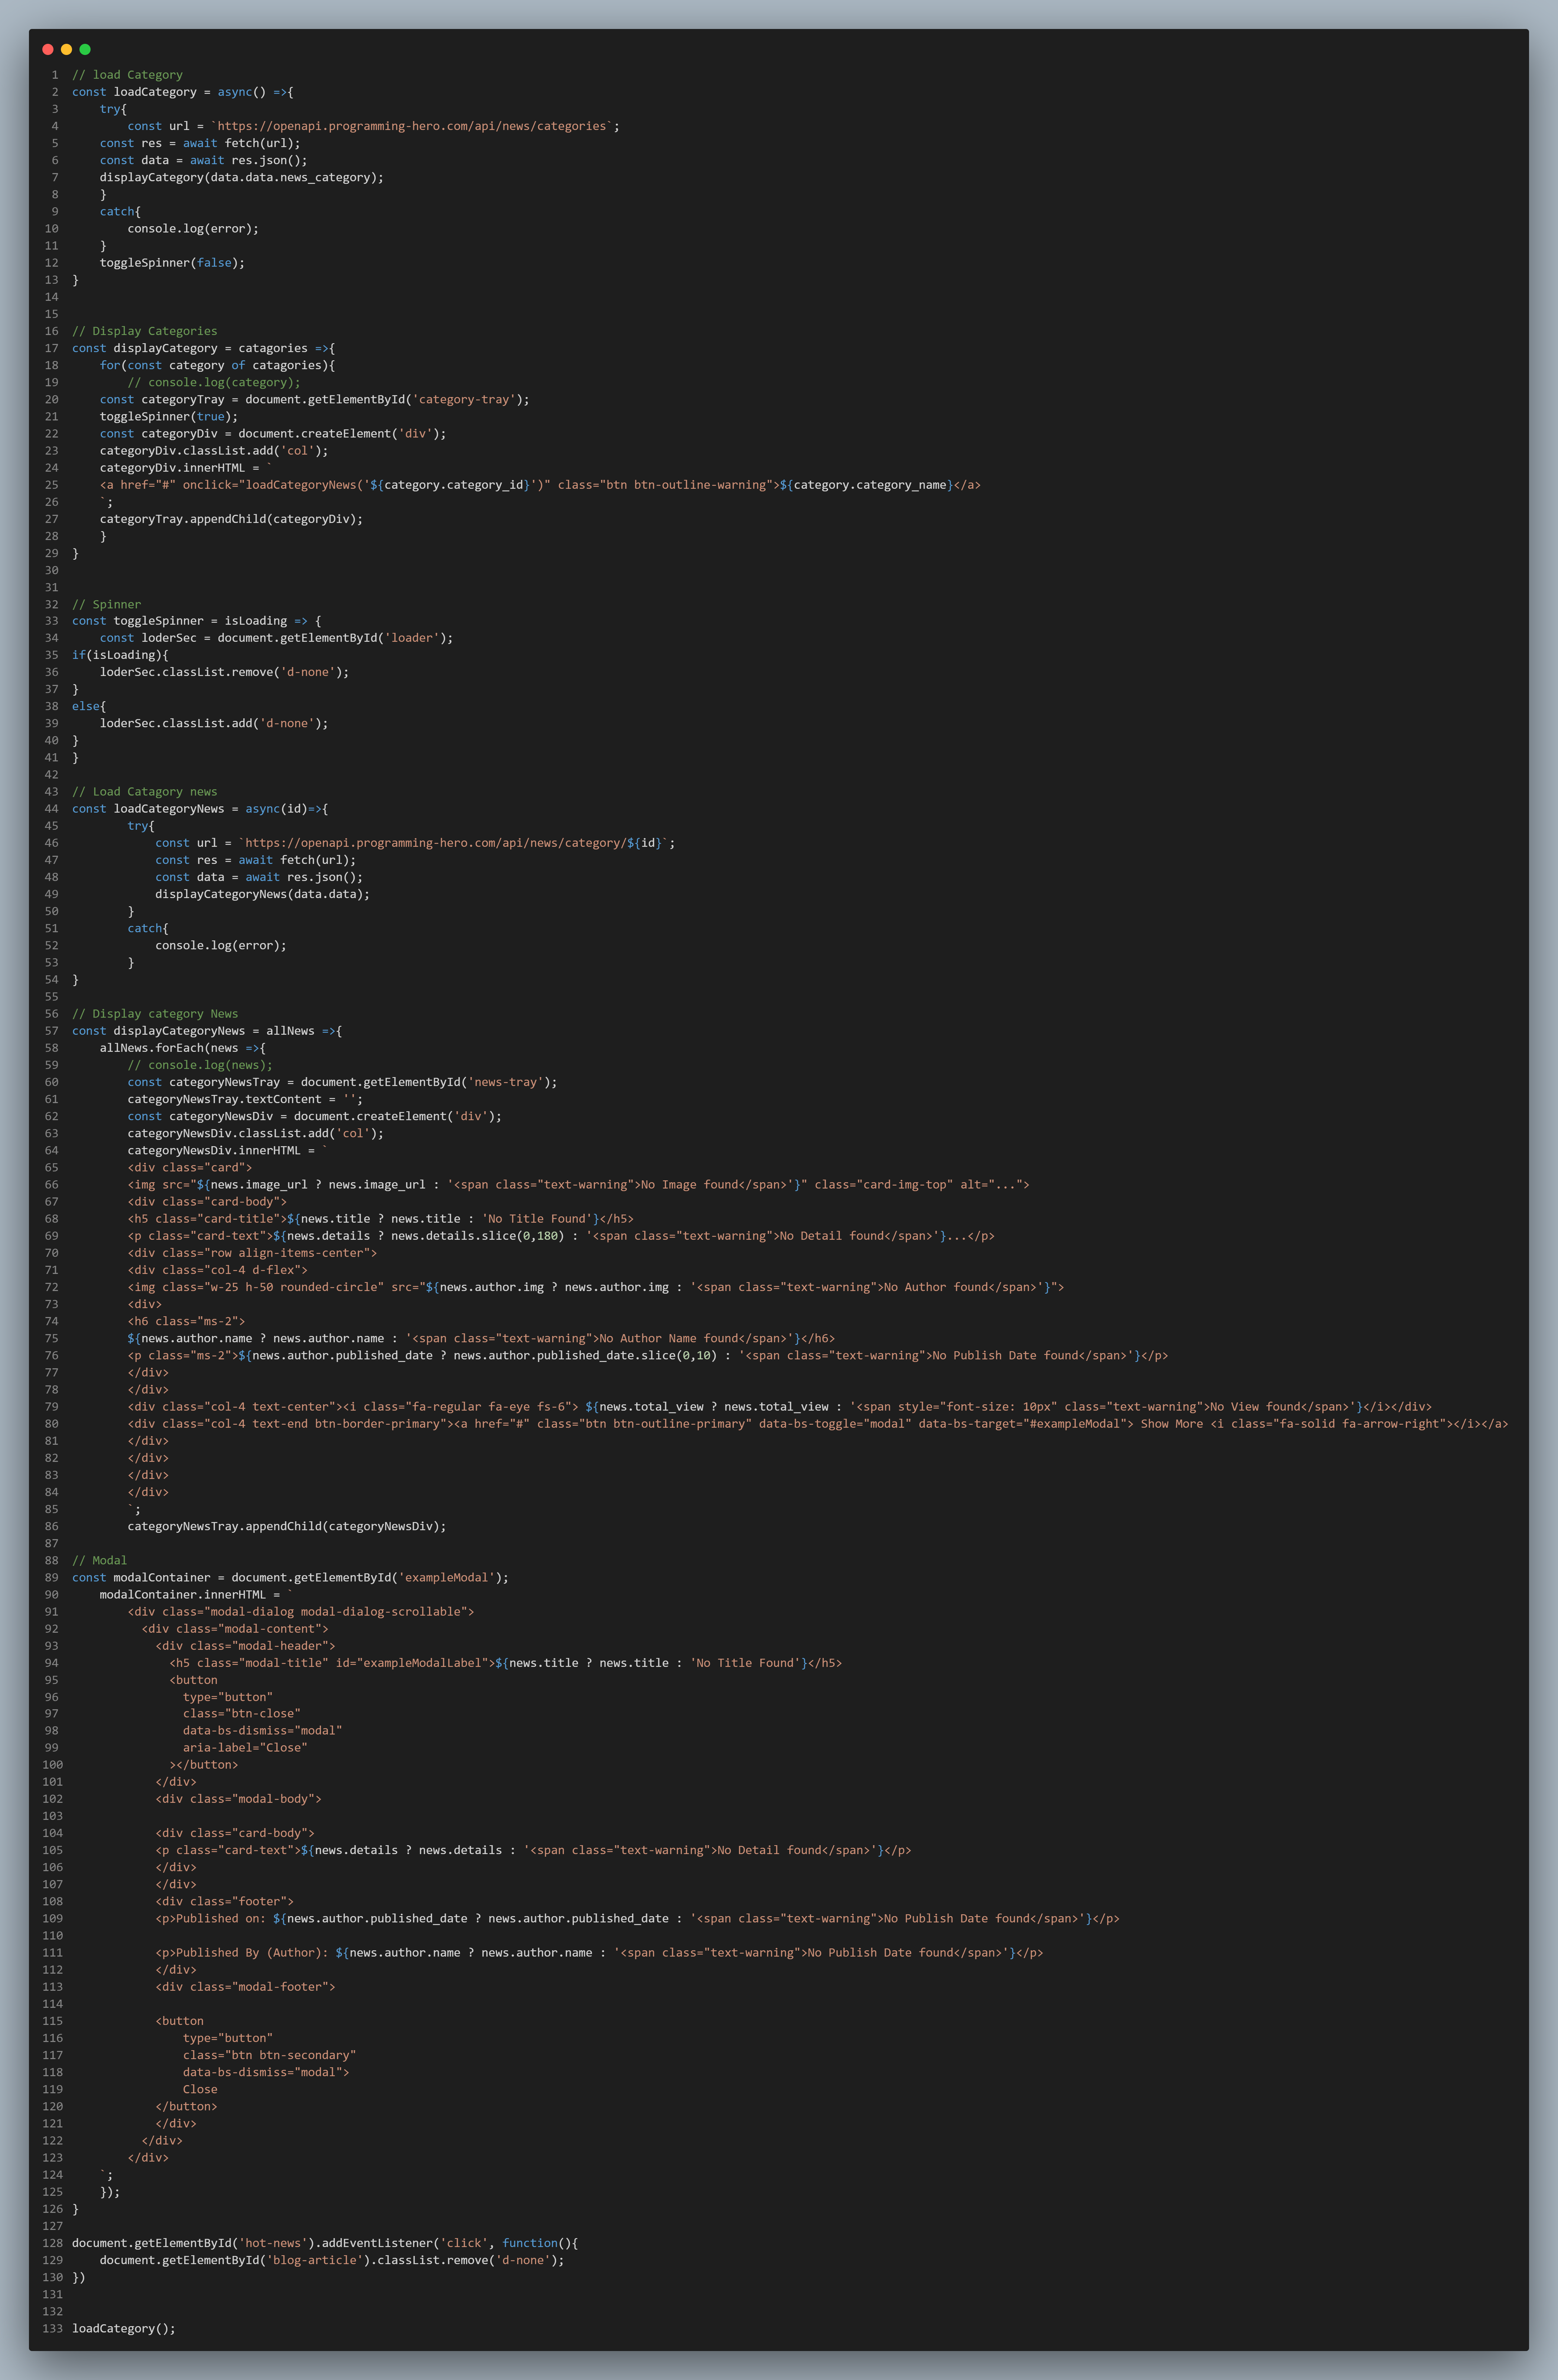 1 // load Category
2 const loadCategory = async() =>{
3     try{
4         const url = `https://openapi.programming-hero.com/api/news/categories`;
5     const res = await fetch(url);
6     const data = await res.json();
7     displayCategory(data.data.news_category);
8     }
9     catch{
10         console.log(error);
11     }
12     toggleSpinner(false);
13 }
14
15
16 // Display Categories
17 const displayCategory = catagories =>{
18     for(const category of catagories){
19         // console.log(category);
20     const categoryTray = document.getElementById('category-tray');
21     toggleSpinner(true);
22     const categoryDiv = document.createElement('div');
23     categoryDiv.classList.add('col');
24     categoryDiv.innerHTML = `
25     <a href="#" onclick="loadCategoryNews('${category.category_id}')" class="btn btn-outline-warning">${category.category_name}</a>
26     `;
27     categoryTray.appendChild(categoryDiv);
28     }
29 }
30
31
32 // Spinner
33 const toggleSpinner = isLoading => {
34     const loderSec = document.getElementById('loader');
35 if(isLoading){
36     loderSec.classList.remove('d-none');
37 }
38 else{
39     loderSec.classList.add('d-none');
40 }
41 }
42
43 // Load Catagory news
44 const loadCategoryNews = async(id)=>{
45         try{
46             const url = `https://openapi.programming-hero.com/api/news/category/${id}`;
47             const res = await fetch(url);
48             const data = await res.json();
49             displayCategoryNews(data.data);
50         }
51         catch{
52             console.log(error);
53         }
54 }
55
56 // Display category News
57 const displayCategoryNews = allNews =>{
58     allNews.forEach(news =>{
59         // console.log(news);
60         const categoryNewsTray = document.getElementById('news-tray');
61         categoryNewsTray.textContent = '';
62         const categoryNewsDiv = document.createElement('div');
63         categoryNewsDiv.classList.add('col');
64         categoryNewsDiv.innerHTML = `
65         <div class="card">
66         <img src="${news.image_url ? news.image_url : '<span class="text-warning">No Image found</span>'}" class="card-img-top" alt="...">
67         <div class="card-body">
68         <h5 class="card-title">${news.title ? news.title : 'No Title Found'}</h5>
69         <p class="card-text">${news.details ? news.details.slice(0,180) : '<span class="text-warning">No Detail found</span>'}...</p>
70         <div class="row align-items-center">
71         <div class="col-4 d-flex">
72         <img class="w-25 h-50 rounded-circle" src="${news.author.img ? news.author.img : '<span class="text-warning">No Author found</span>'}">
73         <div>
74         <h6 class="ms-2">
75         ${news.author.name ? news.author.name : '<span class="text-warning">No Author Name found</span>'}</h6>
76         <p class="ms-2">${news.author.published_date ? news.author.published_date.slice(0,10) : '<span class="text-warning">No Publish Date found</span>'}</p>
77         </div>
78         </div>
79         <div class="col-4 text-center"><i class="fa-regular fa-eye fs-6"> ${news.total_view ? news.total_view : '<span style="font-size: 10px" class="text-warning">No View found</span>'}</i></div>
80         <div class="col-4 text-end btn-border-primary"><a href="#" class="btn btn-outline-primary" data-bs-toggle="modal" data-bs-target="#exampleModal"> Show More <i class="fa-solid fa-arrow-right"></i></a>
81         </div>
82         </div>
83         </div>
84         </div>
85         `;
86         categoryNewsTray.appendChild(categoryNewsDiv);
87
88 // Modal
89 const modalContainer = document.getElementById('exampleModal');
90     modalContainer.innerHTML = `
91         <div class="modal-dialog modal-dialog-scrollable">
92           <div class="modal-content">
93             <div class="modal-header">
94               <h5 class="modal-title" id="exampleModalLabel">${news.title ? news.title : 'No Title Found'}</h5>
95               <button
96                 type="button"
97                 class="btn-close"
98                 data-bs-dismiss="modal"
99                 aria-label="Close"
100               ></button>
101             </div>
102             <div class="modal-body">
103
104             <div class="card-body">
105             <p class="card-text">${news.details ? news.details : '<span class="text-warning">No Detail found</span>'}</p>
106             </div>
107             </div>
108             <div class="footer">
109             <p>Published on: ${news.author.published_date ? news.author.published_date : '<span class="text-warning">No Publish Date found</span>'}</p>
110
111             <p>Published By (Author): ${news.author.name ? news.author.name : '<span class="text-warning">No Publish Date found</span>'}</p>
112             </div>
113             <div class="modal-footer">
114
115             <button
116                 type="button"
117                 class="btn btn-secondary"
118                 data-bs-dismiss="modal">
119                 Close
120             </button>
121             </div>
122           </div>
123         </div>
124     `;
125     });
126 }
127
128 document.getElementById('hot-news').addEventListener('click', function(){
129     document.getElementById('blog-article').classList.remove('d-none');
130 })
131
132
133 loadCategory();